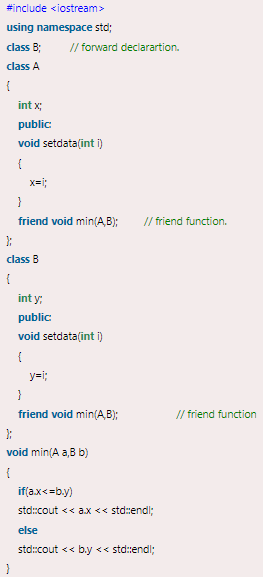 #include <iostream>
using namespace std;
class B; // forward declarartion.
class A
{
int x;
public:
void setdata(int i)
{
x=i;
}
friend void min(A,B); // friend function.
};
class B
{
int y;
public:
void setdata(int i)
{
y=i;
}
friend void min(A,B); // friend function
};
void min(A a,B b)
{
if(a.x<=b.y)
std::cout << a.x << std::endl;
else
std::cout << b.y << std::endl;
}